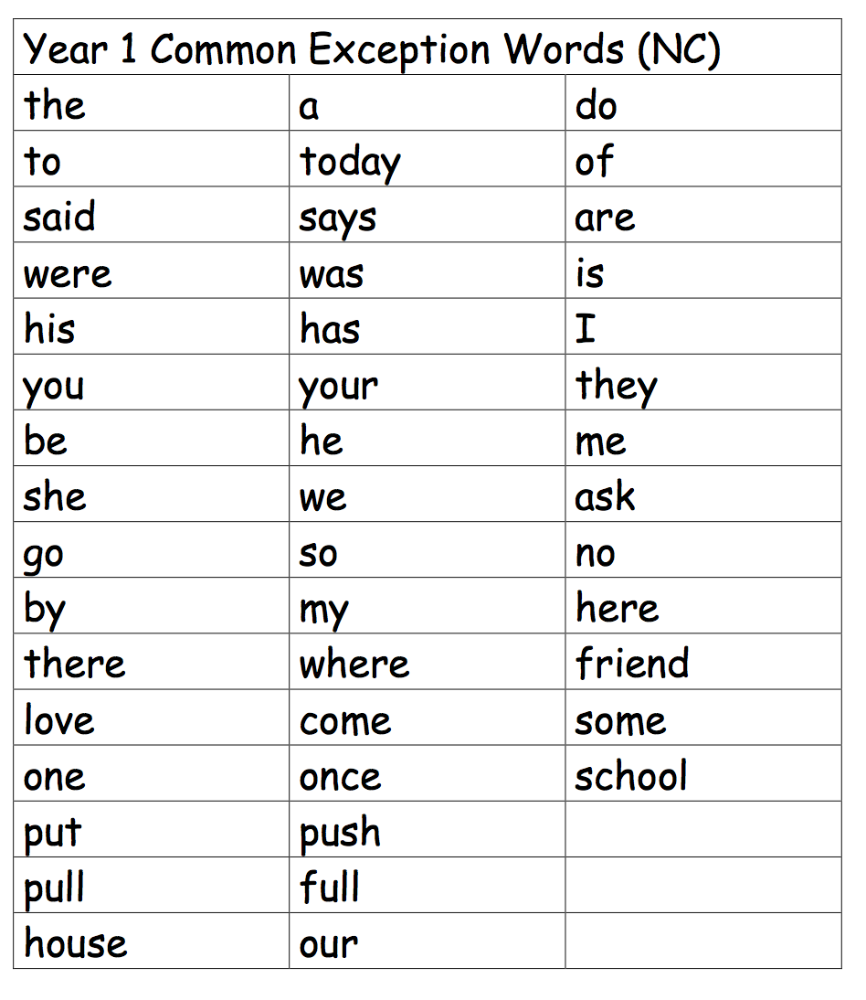 Year 1 Common Exception Words (NC)
the a do
to today of
said says are
were was is
his has I
you your they
be he me
she we ask
go so no
by my here
there where friend
love come some
one once school
put push
pull full
house our